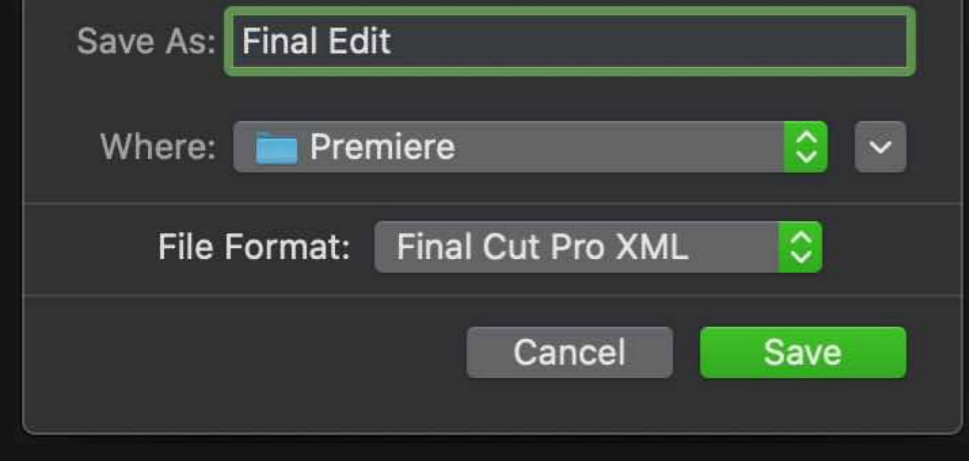 Save As: Final Edit
Where: Premiere
File Format: Final Cut Pro XML
Cancel Save